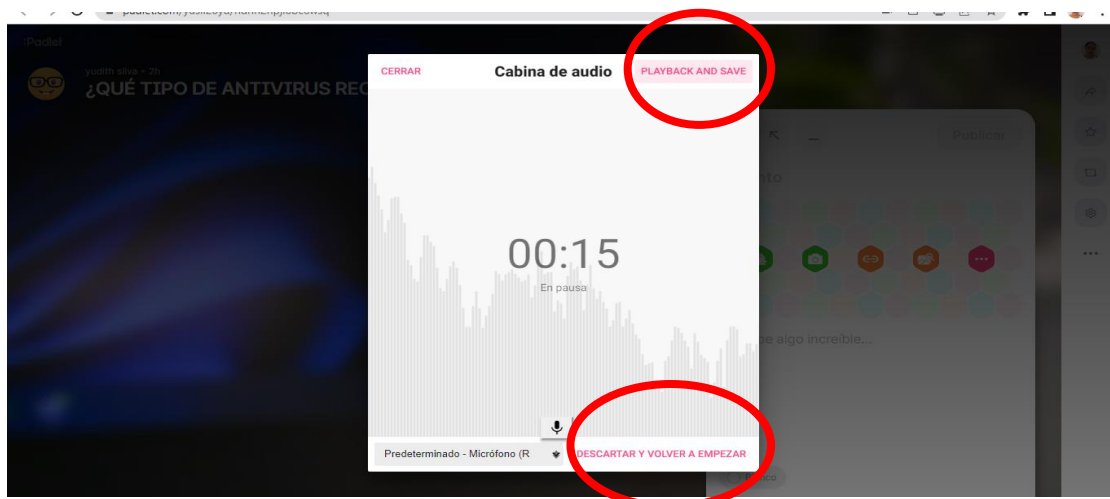 :Padlet
yudith silva • 2h
¿QUÉ TIPO DE ANTIVIRUS REC
CERRAR
Cabina de audio
PLAYBACK AND SAVE
Publicar
nto
00:15
En pausa
be algo increíble...
Predeterminado - Micrófono (R
DESCARTAR Y VOLVER A EMPEZAR